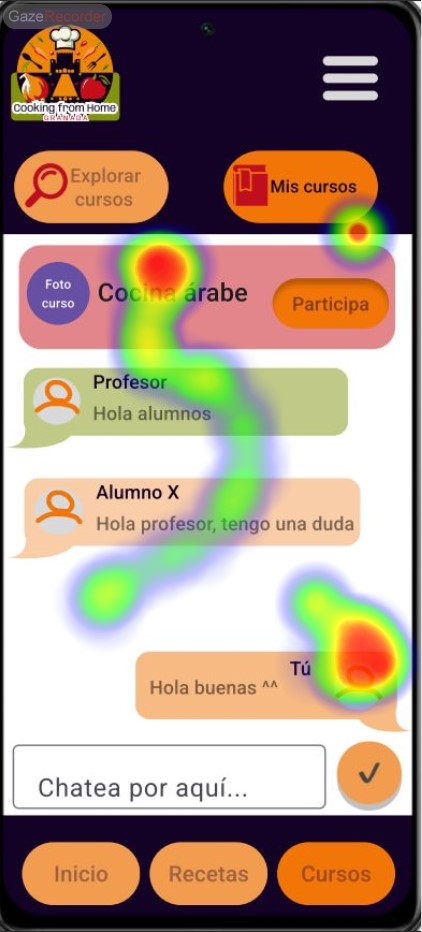 GazeRecorder
Cooking from Home
GRANADA
Explorar
cursos
Mis cursos
Foto
curso
Cocina árabe
Participa
Profesor
Hola alumnos
Alumno X
Hola profesor, tengo una duda
Tú
Hola buenas ^^
Chatea por aquí...
Inicio
Recetas
Cursos